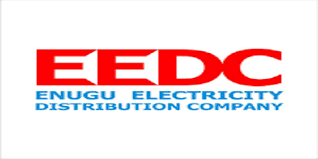 EEDC
ENUGU ELECTRICITY
DISTRIBUTION COMPANY